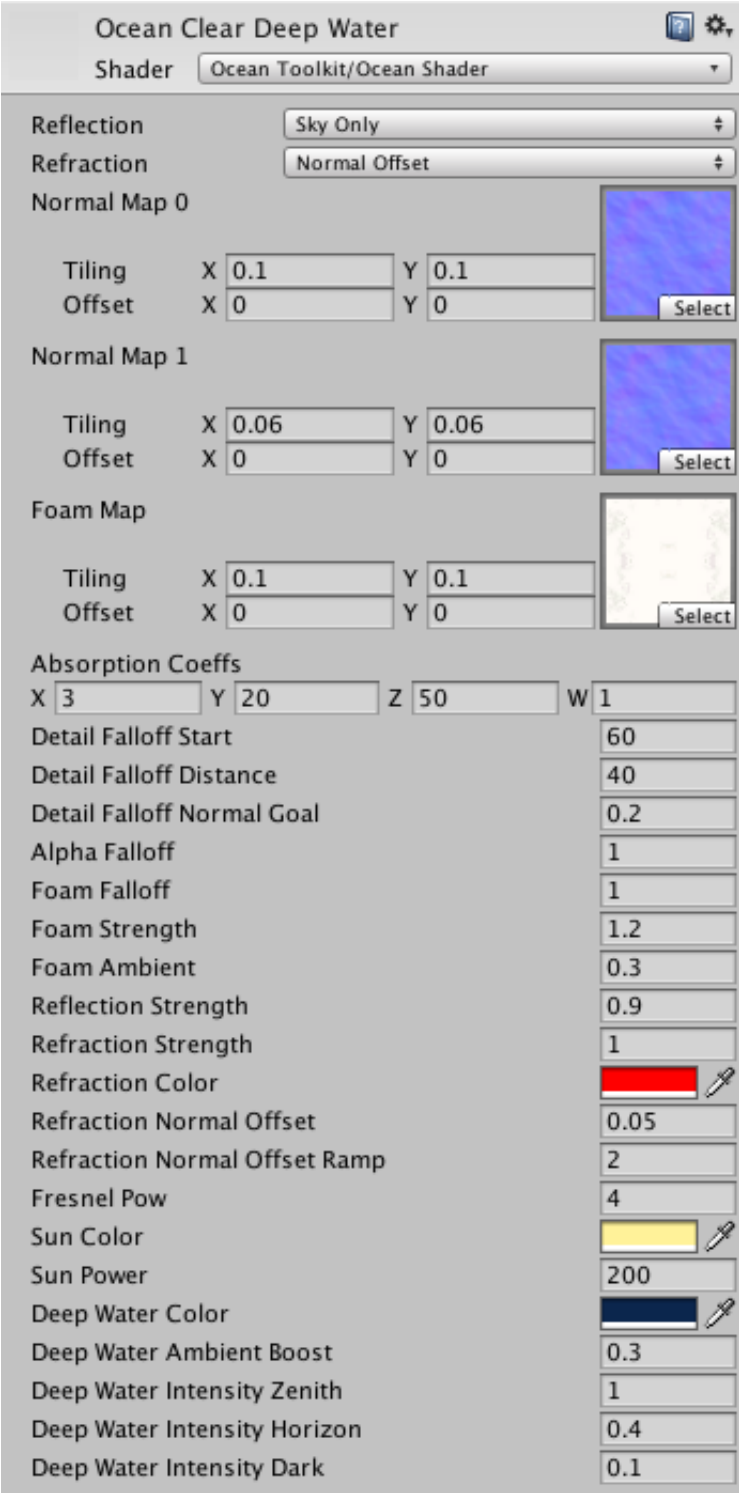 Ocean Clear Deep Water
Shader Ocean Toolkit/Ocean Shader
Reflection Sky Only
Refraction Normal Offset
Normal Map 0
Tiling X 0.1 Y 0.1
Offset X 0 Y 0
Select
Normal Map 1
Tiling X 0.06 Y 0.06
Offset X 0 Y 0
Select
Foam Map
Tiling X 0.1 Y 0.1
Offset X 0 Y 0
Select
Absorption Coeffs
X 3 Y 20 Z 50 W 1
Detail Falloff Start 60
Detail Falloff Distance 40
Detail Falloff Normal Goal 0.2
Alpha Falloff 1
Foam Falloff 1
Foam Strength 1.2
Foam Ambient 0.3
Reflection Strength 0.9
Refraction Strength 1
Refraction Color
Refraction Normal Offset 0.05
Refraction Normal Offset Ramp 2
Fresnel Pow 4
Sun Color
Sun Power 200
Deep Water Color
Deep Water Ambient Boost 0.3
Deep Water Intensity Zenith 1
Deep Water Intensity Horizon 0.4
Deep Water Intensity Dark 0.1